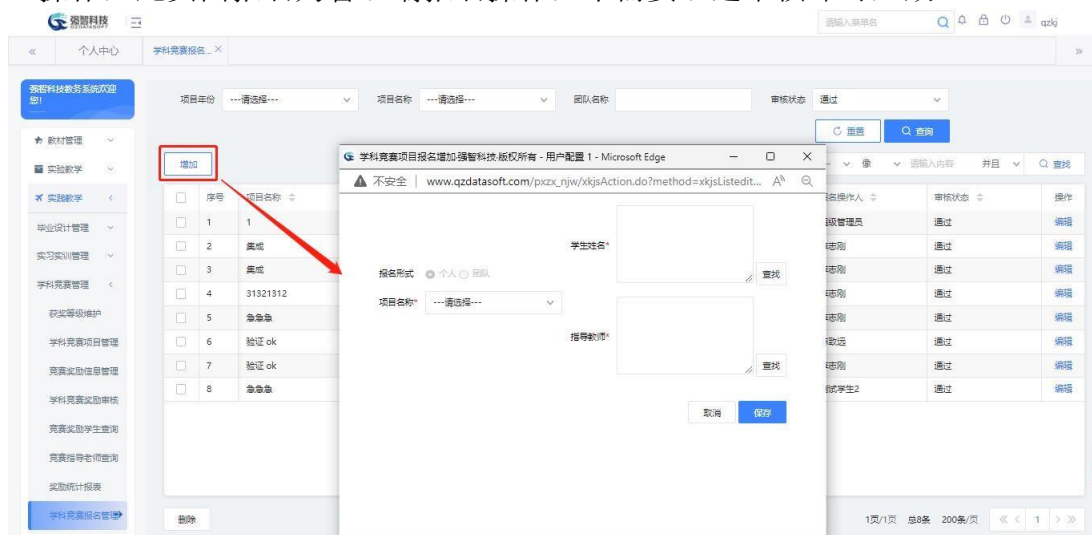 强智科技
QZDATASOFT
请输入菜单名
qzkj
« 个人中心 学科竞赛报名...× »
强智科技教务系统欢迎您!
教材管理
实验教学
实践教学
毕业设计管理
实习实训管理
学科竞赛管理
获奖等级维护
学科竞赛项目管理
竞赛奖励信息管理
学科竞赛奖励审核
竞赛奖励学生查询
竞赛指导老师查询
奖励统计报表
学科竞赛报名管理
项目年份 ---请选择--- 项目名称 ---请选择--- 团队名称 审核状态 通过
重置 查询
增加
像 请输入内容 并且 查找
序号 项目名称 审核状态 操作
1 1 通过 编辑
2 集成 通过 编辑
3 集成 通过 编辑
4 31321312 通过 编辑
5 急急急 通过 编辑
6 验证 ok 通过 编辑
7 验证 ok 通过 编辑
8 急急急 通过 编辑
学科竞赛项目报名增加-强智科技-版权所有 - 用户配置 1 - Microsoft Edge
不安全 | www.qzdatasoft.com/pxzx_njw/xkjsAction.do?method=xkjsListedit...
报名形式 个人 团队
学生姓名*
查找
项目名称* ---请选择---
指导教师*
查找
取消 保存
删除
1页/1页 总8条 200条/页 1